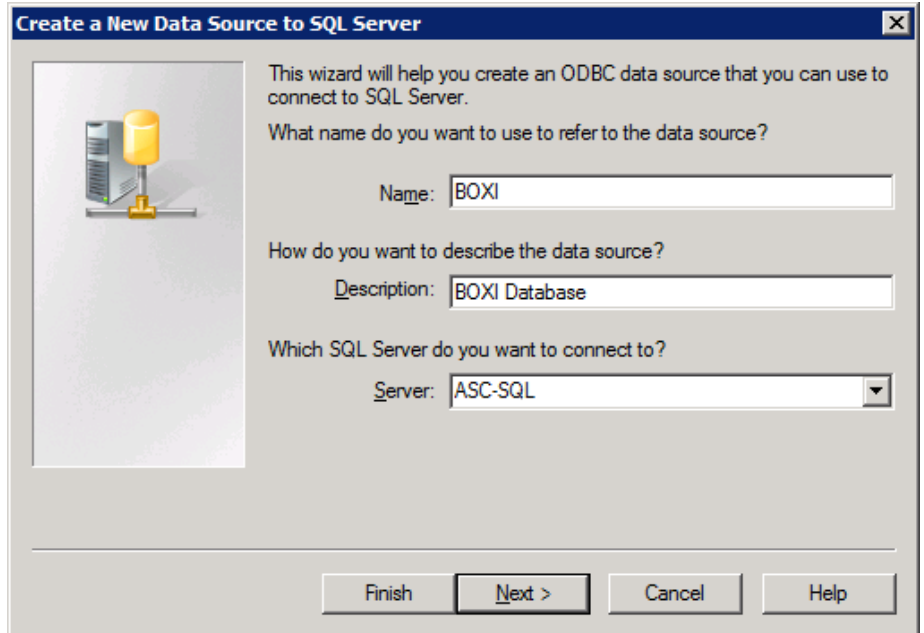 Create a New Data Source to SQL Server
This wizard will help you create an ODBC data source that you can use to
connect to SQL Server.
What name do you want to use to refer to the data source?
Name: BOXI
How do you want to describe the data source?
Description: BOXI Database
Which SQL Server do you want to connect to?
Server: ASC-SQL
Finish Next > Cancel Help